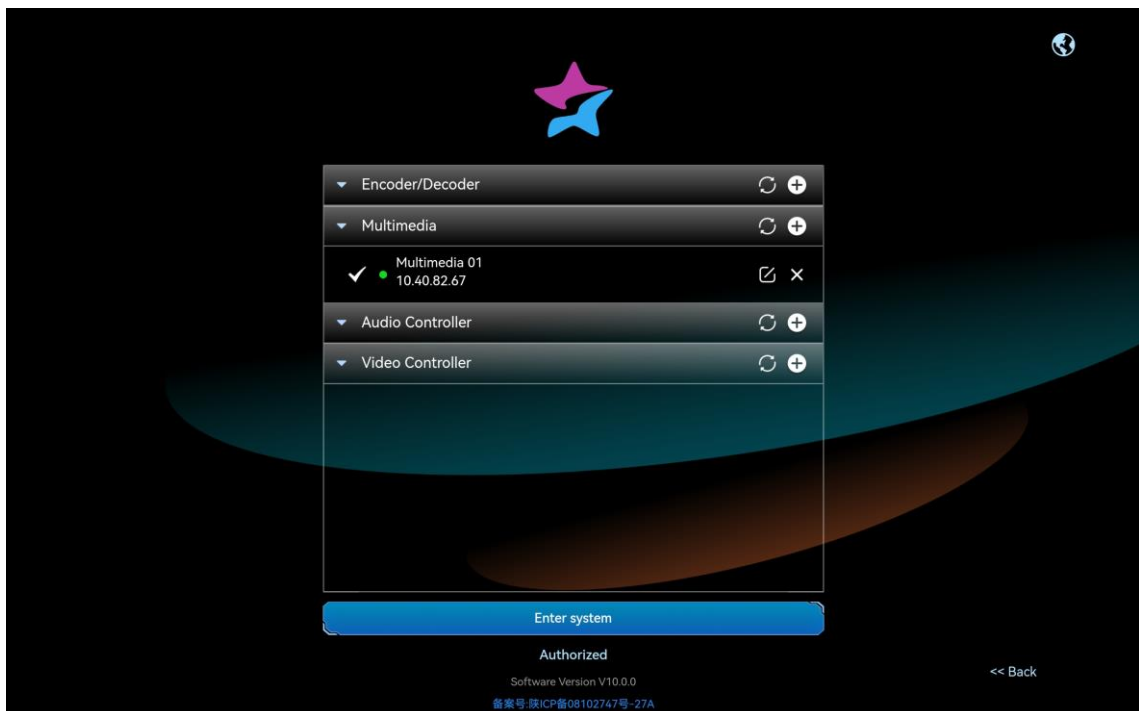 Encoder/Decoder
Multimedia
Multimedia 01
10.40.82.67
Audio Controller
Video Controller
Enter system
Authorized
<< Back
Software Version V10.0.0
备案号:陕ICP备08102747号-27A